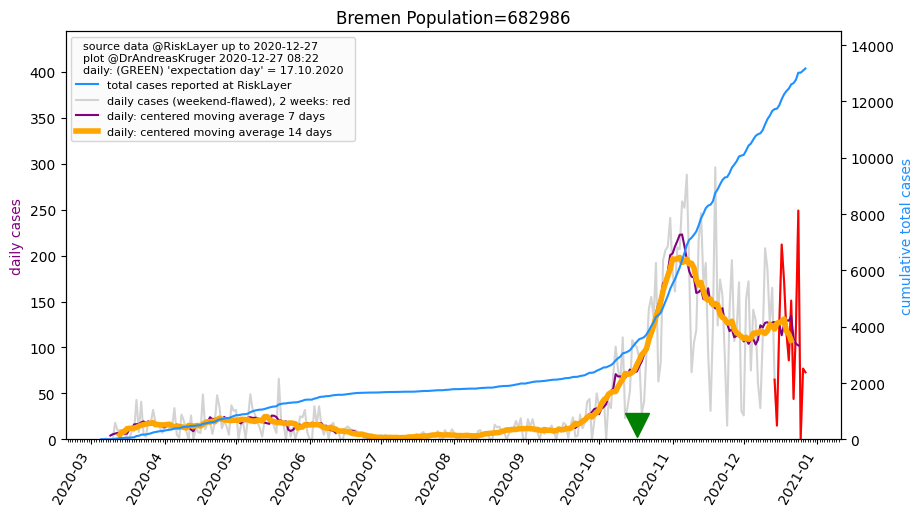 Bremen Population=682986
source data @RiskLayer up to 2020-12-27
plot @DrAndreasKruger 2020-12-27 08:22
daily: (GREEN) 'expectation day' = 17.10.2020
total cases reported at RiskLayer
daily cases (weekend-flawed), 2 weeks: red
daily: centered moving average 7 days
daily: centered moving average 14 days
daily cases
400
350
300
250
200
150
100
50
0
cumulative total cases
14000
12000
10000
8000
6000
4000
2000
0
2020-03
2020-04
2020-05
2020-06
2020-07
2020-08
2020-09
2020-10
2020-11
2020-12
2021-01